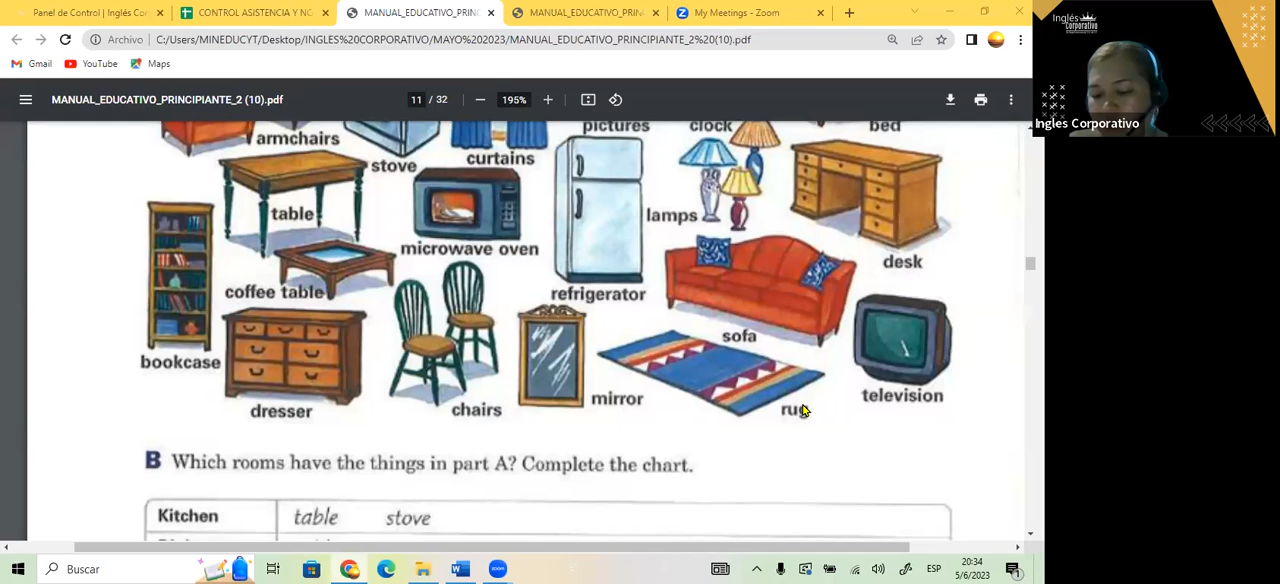 Panel de Control | Inglés Co
CONTROL ASISTENCIA Y NO
MANUAL_EDUCATIVO_PRINC
MANUAL_EDUCATIVO_PRIN
My Meetings - Zoom
Archivo
C:/Users/MINEDUCYT/Desktop/INGLES%20CORPORATIVO/MAYO%202023/MANUAL_EDUCATIVO_PRINCIPIANTE_2%20(10).pdf
Gmail YouTube Maps
MANUAL_EDUCATIVO_PRINCIPIANTE_2 (10).pdf
11 / 32
195%
Inglés
Corporativo
Ingles Corporativo
armchairs
stove
curtains
pictures
clock
bed
table
microwave oven
lamps
desk
coffee table
refrigerator
sofa
bookcase
dresser
chairs
mirror
television
B Which rooms have the things in part A? Complete the chart.
Kitchen table stove
Buscar
ESP
20:34
5/6/2023
1